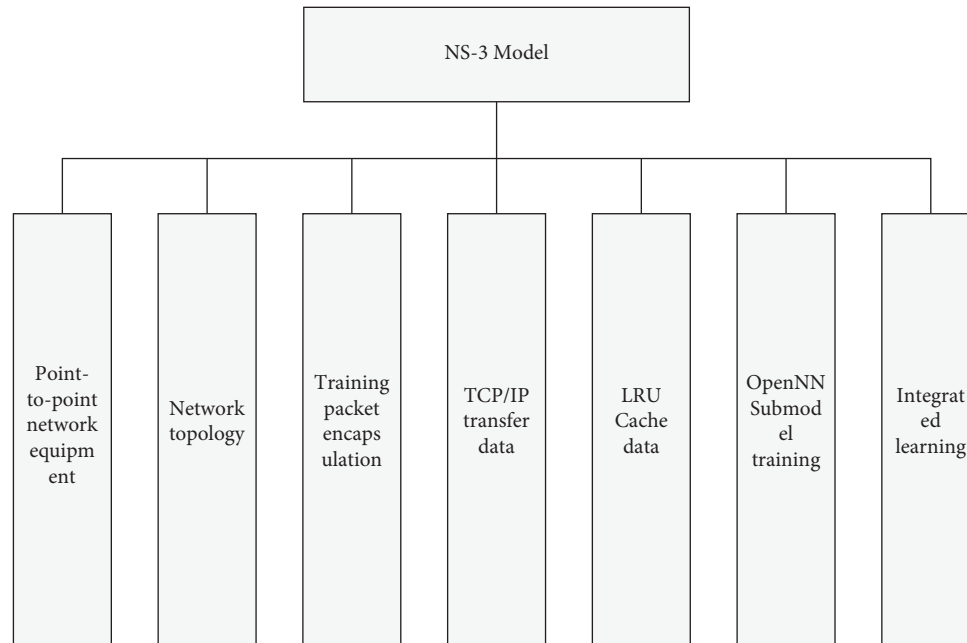 NS-3 Model
Point-
to-point
network
equipm
ent
Network
topology
Training
packet
encaps
ulation
TCP/IP
transfer
data
LRU
Cache
data
OpenNN
Submod
el
training
Integrat
ed
learning